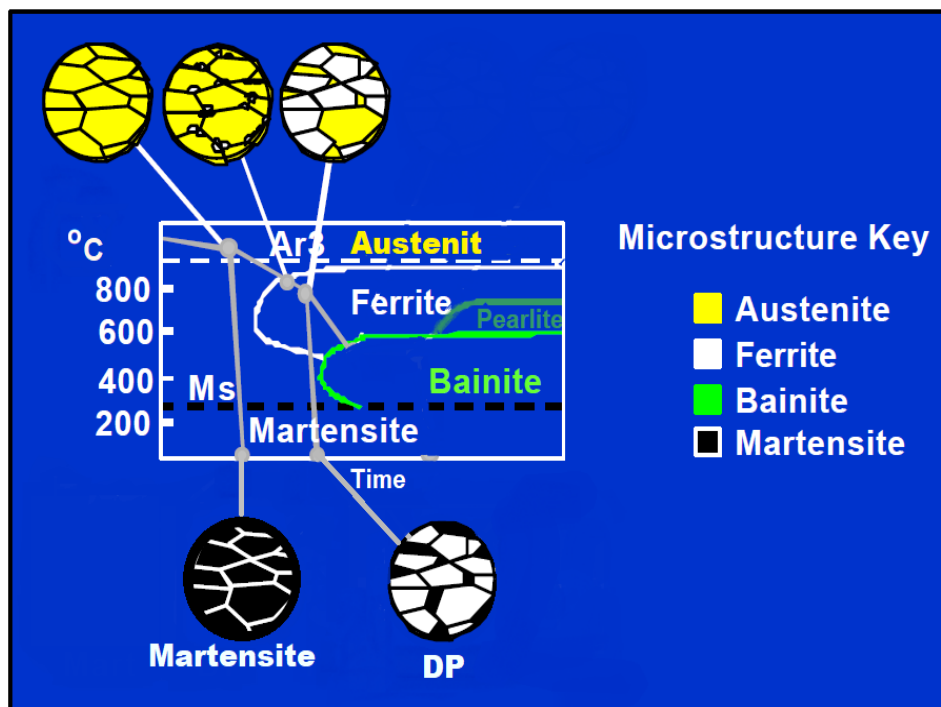 °C
Ar3 Austenit
800
Ferrite
600
Pearlite
400
Bainite
Ms
200
Martensite
Time
Microstructure Key
Austenite
Ferrite
Bainite
Martensite
Martensite
DP